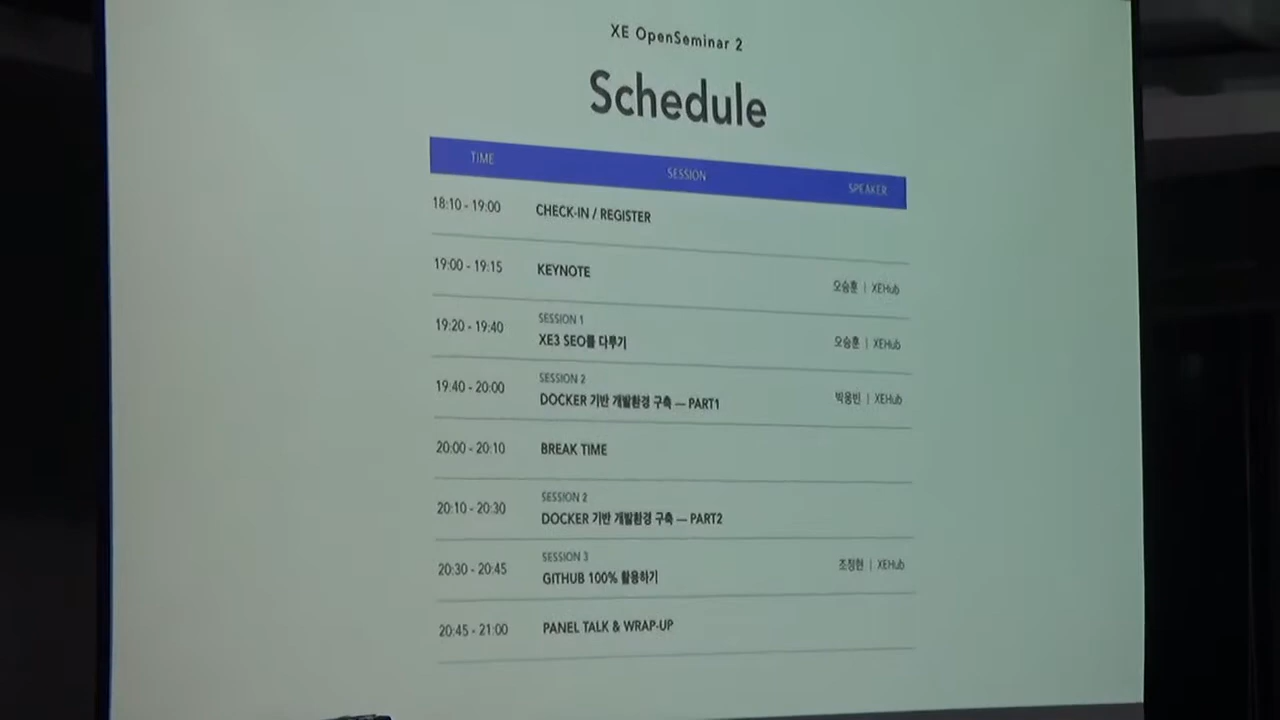 XE OpenSeminar 2
Schedule
TIME SESSION SPEAKER
18:10 - 19:00 CHECK-IN / REGISTER
19:00 - 19:15 KEYNOTE 오승훈 | XEHub
SESSION 1
19:20 - 19:40 XE3 SEO를 다루기 오승훈 | XEHub
SESSION 2
19:40 - 20:00 DOCKER 기반 개발환경 구축 — PART1 박용빈 | XEHub
20:00 - 20:10 BREAK TIME
SESSION 2
20:10 - 20:30 DOCKER 기반 개발환경 구축 — PART2
SESSION 3
20:30 - 20:45 GITHUB 100% 활용하기 | XEHub
20:45 - 21:00 PANEL TALK & WRAP-UP